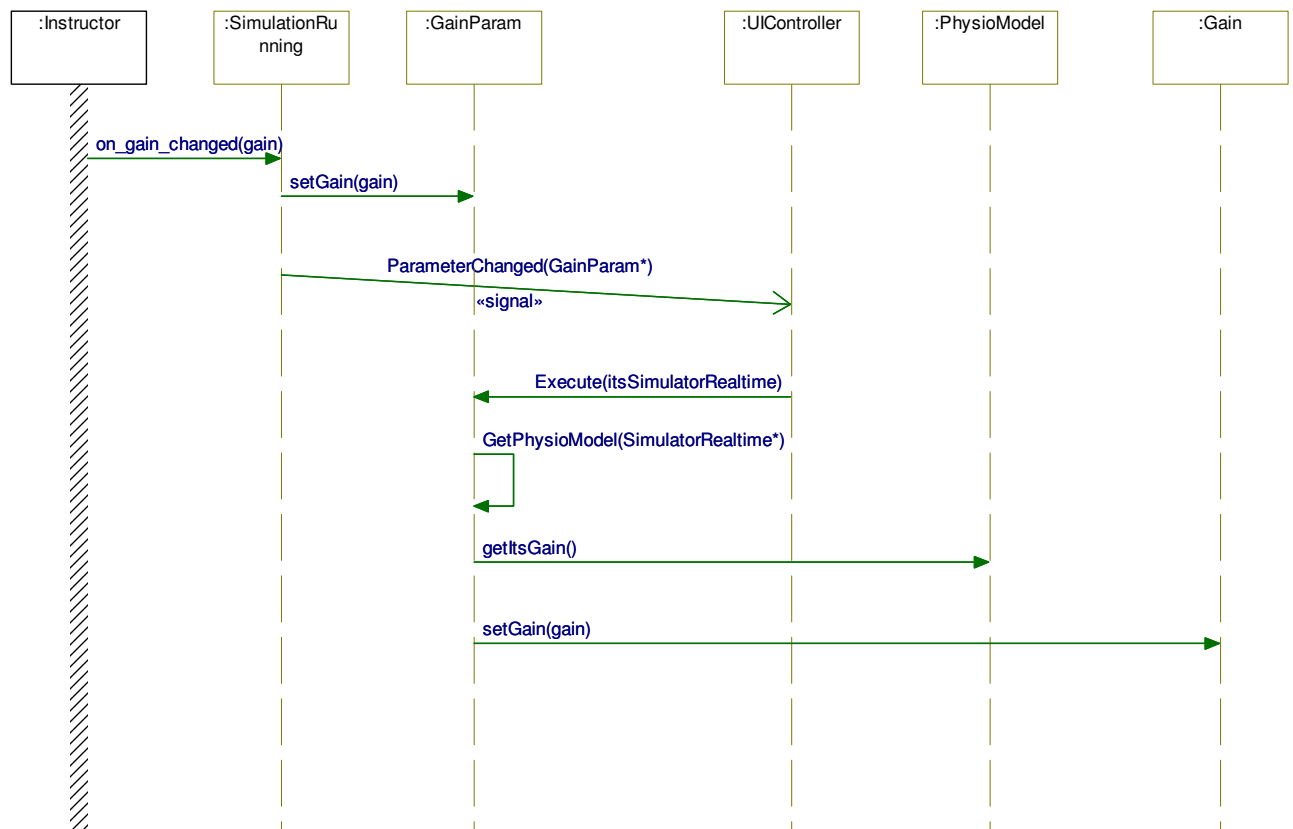 :Instructor
:SimulationRu
nning
:GainParam
:UIController
:PhysioModel
:Gain
on_gain_changed(gain)
setGain(gain)
ParameterChanged(GainParam*)
«signal»
Execute(itsSimulatorRealtime)
GetPhysioModel(SimulatorRealtime*)
getItsGain()
setGain(gain)